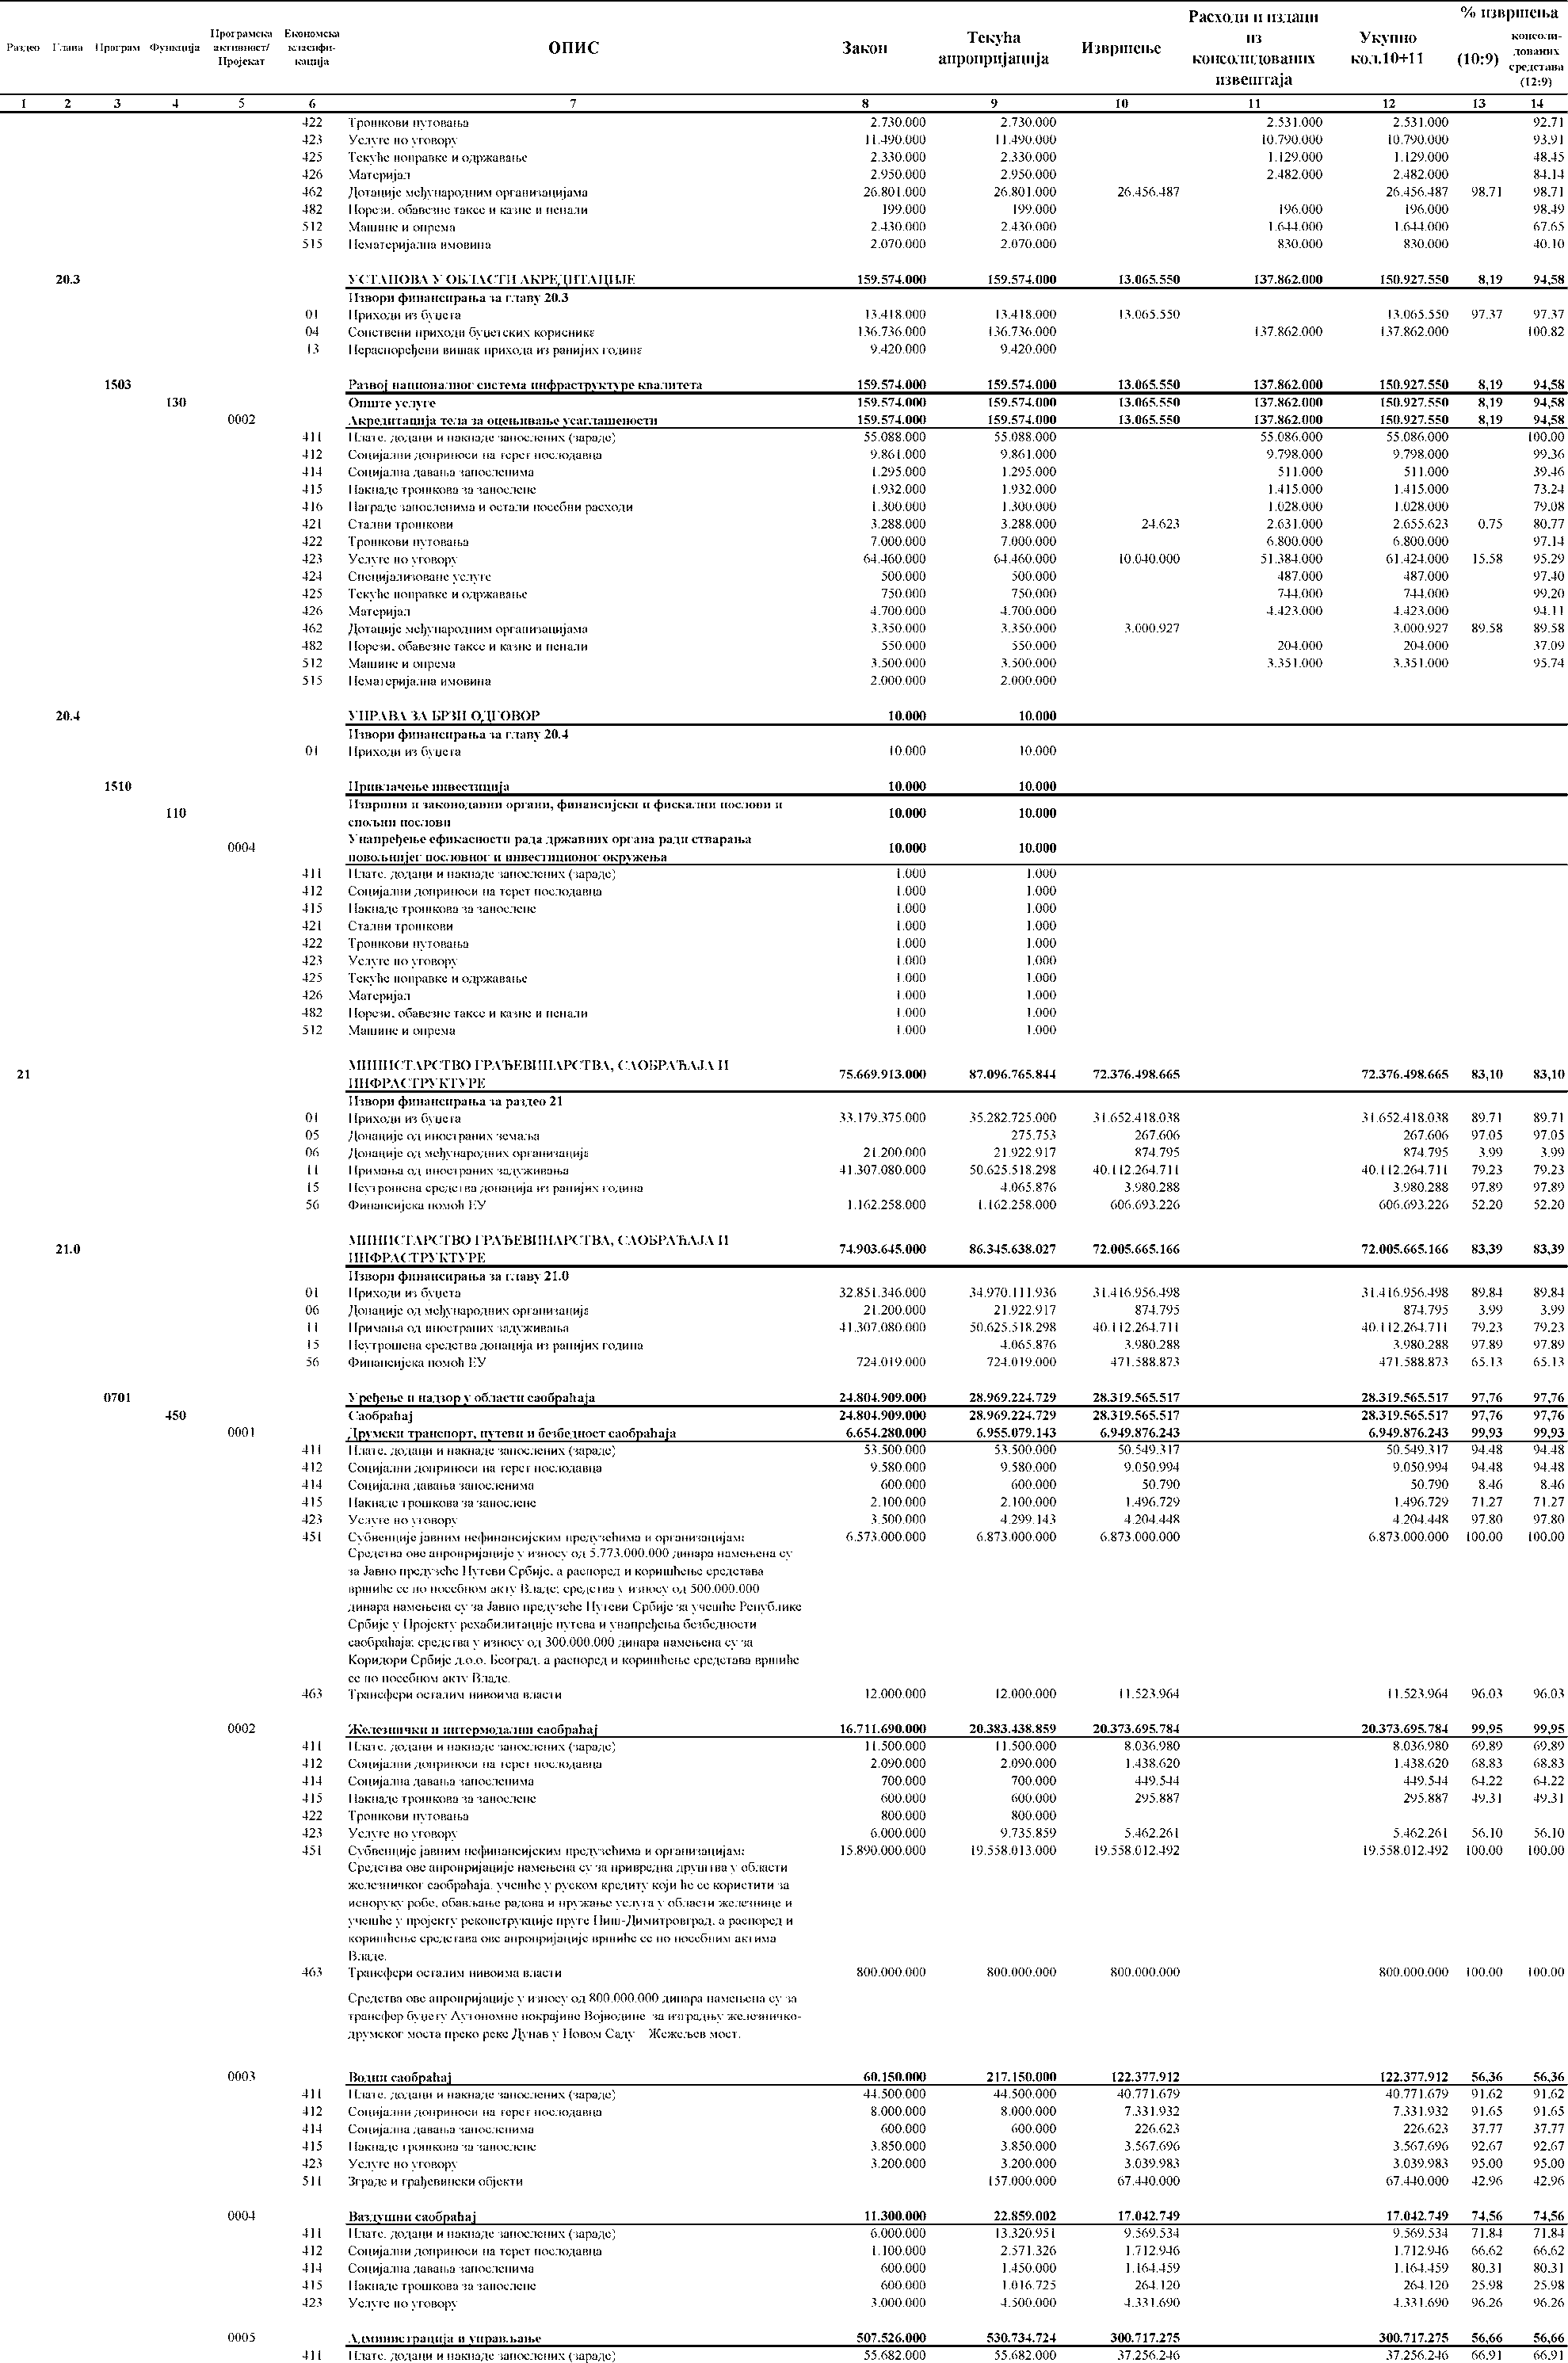 Раздео Глава Програм Функција Програмска активност/ Пројекат Економска класифи-кација ОПИС Закон Текућа апропријација Извршење Расходи и издаци из консолидованих извештаја Укупно кол.10+11 % извршења (10:9) консоли-дованих средстава (12:9)
1 2 3 4 5 6 7 8 9 10 11 12 13 14
422 Трошкови путовања 2.730.000 2.730.000 2.531.000 2.531.000 92,71
423 Услуге по уговору 11.490.000 11.490.000 10.790.000 10.790.000 93,91
425 Текуће поправке и одржавање 2.330.000 2.330.000 1.129.000 1.129.000 48,45
426 Материјал 2.950.000 2.950.000 2.482.000 2.482.000 84,14
462 Дотације међународним организацијама 26.801.000 26.801.000 26.456.487 26.456.487 98,71 98,71
482 Порези, обавезне таксе и казне и пенали 199.000 199.000 196.000 196.000 98,49
512 Машине и опрема 2.430.000 2.430.000 1.644.000 1.644.000 67,65
515 Нематеријална имовина 2.070.000 2.070.000 830.000 830.000 40,10
20.3 УСТАНОВА У ОБЛАСТИ АКРЕДИТАЦИЈЕ 159.574.000 159.574.000 13.065.550 137.862.000 150.927.550 8,19 94,58
Извори финансирања за главу 20.3
01 Приходи из буџета 13.418.000 13.418.000 13.065.550 13.065.550 97,37 97,37
04 Сопствени приходи буџетских корисника 136.736.000 136.736.000 137.862.000 137.862.000 100,82
13 Нераспоређени вишак прихода из ранијих година 9.420.000 9.420.000
1503 Развој националног система инфраструктуре квалитета 159.574.000 159.574.000 13.065.550 137.862.000 150.927.550 8,19 94,58
130 Опште услуге 159.574.000 159.574.000 13.065.550 137.862.000 150.927.550 8,19 94,58
0002 Акредитација тела за оцењивање усаглашености 159.574.000 159.574.000 13.065.550 137.862.000 150.927.550 8,19 94,58
411 Плате, додаци и накнаде запослених (зараде) 55.088.000 55.088.000 55.086.000 55.086.000 100,00
412 Социјални доприноси на терет послодавца 9.861.000 9.861.000 9.798.000 9.798.000 99,36
414 Социјална давања запосленима 1.295.000 1.295.000 511.000 511.000 39,46
415 Накнаде трошкова за запослене 1.932.000 1.932.000 1.415.000 1.415.000 73,24
416 Награде запосленима и остали посебни расходи 1.300.000 1.300.000 1.028.000 1.028.000 79,08
421 Стални трошкови 3.288.000 3.288.000 24.623 2.631.000 2.655.623 0,75 80,77
422 Трошкови путовања 7.000.000 7.000.000 6.800.000 6.800.000 97,14
423 Услуге по уговору 64.460.000 64.460.000 10.040.000 51.384.000 61.424.000 15,58 95,29
424 Специјализоване услуге 500.000 500.000 487.000 487.000 97,40
425 Текуће поправке и одржавање 750.000 750.000 744.000 744.000 99,20
426 Материјал 4.700.000 4.700.000 4.423.000 4.423.000 94,11
462 Дотације међународним организацијама 3.350.000 3.350.000 3.000.927 3.000.927 89,58 89,58
482 Порези, обавезне таксе и казне и пенали 550.000 550.000 204.000 204.000 37,09
512 Машине и опрема 3.500.000 3.500.000 3.351.000 3.351.000 95,74
515 Нематеријална имовина 2.000.000 2.000.000
20.4 УПРАВА ЗА БРЗИ ОДГОВОР 10.000 10.000
Извори финансирања за главу 20.4
01 Приходи из буџета 10.000 10.000
1510 Привлачење инвестиција 10.000 10.000
110 Извршни и законодавни органи, финансијски и фискални послови и спољни послови 10.000 10.000
0004 Унапређење ефикасности рада државних органа ради стварања повољнијег пословног и инвестиционог окружења 10.000 10.000
411 Плате, додаци и накнаде запослених (зараде) 1.000 1.000
412 Социјални доприноси на терет послодавца 1.000 1.000
415 Накнаде трошкова за запослене 1.000 1.000
421 Стални трошкови 1.000 1.000
422 Трошкови путовања 1.000 1.000
423 Услуге по уговору 1.000 1.000
425 Текуће поправке и одржавање 1.000 1.000
426 Материјал 1.000 1.000
482 Порези, обавезне таксе и казне и пенали 1.000 1.000
512 Машине и опрема 1.000 1.000
21 МИНИСТАРСТВО ГРАЂЕВИНАРСТВА, САОБРАЋАЈА И ИНФРАСТРУКТУРЕ 75.669.913.000 87.096.765.844 72.376.498.665 72.376.498.665 83,10 83,10
Извори финансирања за раздео 21
01 Приходи из буџета 33.179.375.000 35.282.725.000 31.652.418.038 31.652.418.038 89,71 89,71
05 Донације од иностраних земаља 275.753 267.606 267.606 97,05 97,05
06 Донације од међународних организација 21.200.000 21.922.917 874.795 874.795 3,99 3,99
11 Примања од иностраних задуживања 41.307.080.000 50.625.518.298 40.112.264.711 40.112.264.711 79,23 79,23
15 Неутрошена средства донација из ранијих година 4.065.876 3.980.288 3.980.288 97,89 97,89
56 Финансијска помоћ ЕУ 1.162.258.000 1.162.258.000 606.693.226 606.693.226 52,20 52,20
21.0 МИНИСТАРСТВО ГРАЂЕВИНАРСТВА, САОБРАЋАЈА И ИНФРАСТРУКТУРЕ 74.903.645.000 86.345.638.027 72.005.665.166 72.005.665.166 83,39 83,39
Извори финансирања за главу 21.0
01 Приходи из буџета 32.851.346.000 34.970.111.936 31.416.956.498 31.416.956.498 89,84 89,84
06 Донације од међународних организација 21.200.000 21.922.917 874.795 874.795 3,99 3,99
11 Примања од иностраних задуживања 41.307.080.000 50.625.518.298 40.112.264.711 40.112.264.711 79,23 79,23
15 Неутрошена средства донација из ранијих година 4.065.876 3.980.288 3.980.288 97,89 97,89
56 Финансијска помоћ ЕУ 724.019.000 724.019.000 471.588.873 471.588.873 65,13 65,13
0701 Уређење и надзор у области саобраћаја 24.804.909.000 28.969.224.729 28.319.565.517 28.319.565.517 97,76 97,76
450 Саобраћај 24.804.909.000 28.969.224.729 28.319.565.517 28.319.565.517 97,76 97,76
0001 Друмски транспорт, путеви и безбедност саобраћаја 6.654.280.000 6.955.079.143 6.949.876.243 6.949.876.243 99,93 99,93
411 Плате, додаци и накнаде запослених (зараде) 53.500.000 53.500.000 50.549.317 50.549.317 94,48 94,48
412 Социјални доприноси на терет послодавца 9.580.000 9.580.000 9.050.994 9.050.994 94,48 94,48
414 Социјална давања запосленима 600.000 600.000 50.790 50.790 8,46 8,46
415 Накнаде трошкова за запослене 2.100.000 2.100.000 1.496.729 1.496.729 71,27 71,27
423 Услуге по уговору 3.500.000 4.299.143 4.204.448 4.204.448 97,80 97,80
451 Субвенције јавним нефинансијским предузећима и организацијама 6.573.000.000 6.873.000.000 6.873.000.000 6.873.000.000 100,00 100,00
Средства ове апропријације у износу од 5.773.000.000 динара намењена су
за Јавно предузеће Путеви Србије, а распоред и коришћење средстава
вршиће се по посебном акту Владе; средства у износу од 500.000.000
динара намењена су за Јавно предузеће Путеви Србије за учешће Републике
Србије у Пројекту рехабилитације путева и унапређења безбедности
саобраћаја; средства у износу од 300.000.000 динара намењена су за
Коридори Србије д.о.о. Београд, а распоред и коришћење средстава вршиће
се по посебном акту Владе.
463 Трансфери осталим нивоима власти 12.000.000 12.000.000 11.523.964 11.523.964 96,03 96,03
0002 Железнички и интермодални саобраћај 16.711.690.000 20.383.438.859 20.373.695.784 20.373.695.784 99,95 99,95
411 Плате, додаци и накнаде запослених (зараде) 11.500.000 11.500.000 8.036.980 8.036.980 69,89 69,89
412 Социјални доприноси на терет послодавца 2.090.000 2.090.000 1.438.620 1.438.620 68,83 68,83
414 Социјална давања запосленима 700.000 700.000 449.544 449.544 64,22 64,22
415 Накнаде трошкова за запослене 600.000 600.000 295.887 295.887 49,31 49,31
422 Трошкови путовања 800.000 800.000
423 Услуге по уговору 6.000.000 9.735.859 5.462.261 5.462.261 56,10 56,10
451 Субвенције јавним нефинансијским предузећима и организацијама 15.890.000.000 19.558.013.000 19.558.012.492 19.558.012.492 100,00 100,00
Средства ове апропријације намењена су за привредна друштва у области
железничког саобраћаја, учешће у руском кредиту који ће се користити за
испоруку робе, обављање радова и пружање услуга у области железнице и
учешће у пројекту реконструкције пруге Ниш-Димитровград, а распоред и
коришћење средстава ове апропријације вршиће се по посебним актима
Владе.
463 Трансфери осталим нивоима власти 800.000.000 800.000.000 800.000.000 800.000.000 100,00 100,00
Средства ове апропријације у износу од 800.000.000 динара намењена су за
трансфер буџету Аутономне покрајине Војводине за изградњу железничко-
друмског моста преко реке Дунав у Новом Саду – Жежељев мост.
0003 Водни саобраћај 60.150.000 217.150.000 122.377.912 122.377.912 56,36 56,36
411 Плате, додаци и накнаде запослених (зараде) 44.500.000 44.500.000 40.771.679 40.771.679 91,62 91,62
412 Социјални доприноси на терет послодавца 8.000.000 8.000.000 7.331.932 7.331.932 91,65 91,65
414 Социјална давања запосленима 600.000 600.000 226.623 226.623 37,77 37,77
415 Накнаде трошкова за запослене 3.850.000 3.850.000 3.567.696 3.567.696 92,67 92,67
423 Услуге по уговору 3.200.000 3.200.000 3.039.983 3.039.983 95,00 95,00
511 Зграде и грађевински објекти 157.000.000 67.440.000 67.440.000 42,96 42,96
0004 Ваздушни саобраћај 11.300.000 22.859.002 17.042.749 17.042.749 74,56 74,56
411 Плате, додаци и накнаде запослених (зараде) 6.000.000 13.320.951 9.569.534 9.569.534 71,84 71,84
412 Социјални доприноси на терет послодавца 1.100.000 2.571.326 1.712.946 1.712.946 66,62 66,62
414 Социјална давања запосленима 600.000 1.450.000 1.164.459 1.164.459 80,31 80,31
415 Накнаде трошкова за запослене 600.000 1.016.725 264.120 264.120 25,98 25,98
423 Услуге по уговору 3.000.000 4.500.000 4.331.690 4.331.690 96,26 96,26
0005 Администрација и управљање 507.526.000 530.734.724 300.717.275 300.717.275 56,66 56,66
411 Плате, додаци и накнаде запослених (зараде) 55.682.000 55.682.000 37.256.246 37.256.246 66,91 66,91